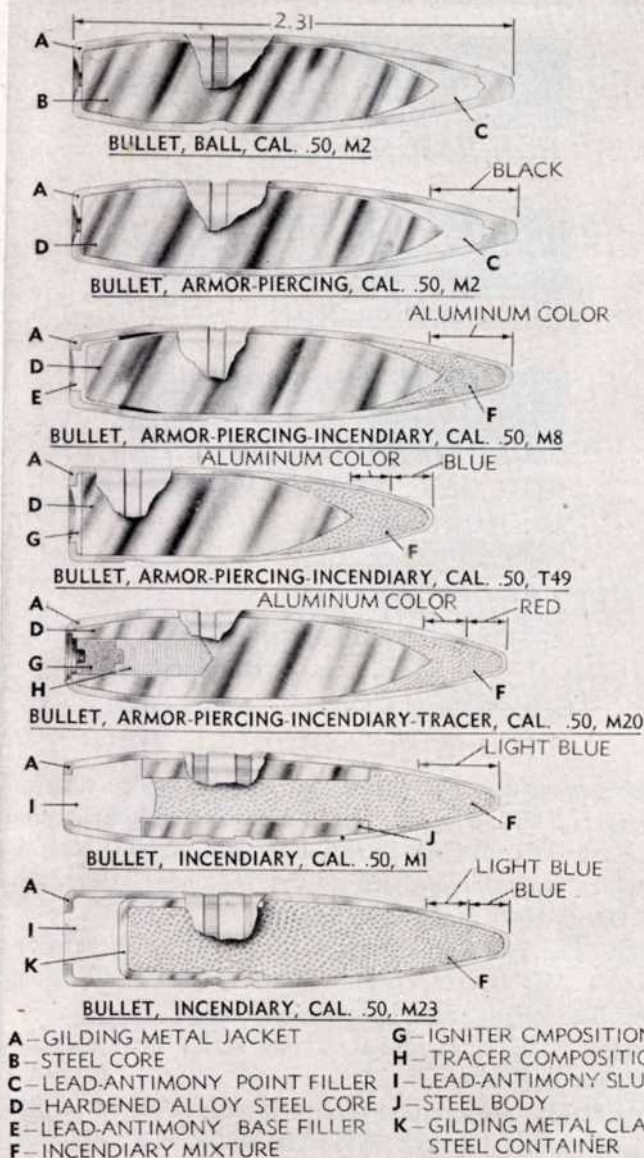 2.31
A
B
C
BULLET, BALL, CAL. .50, M2
BLACK
A
D
C
BULLET, ARMOR-PIERCING, CAL. .50, M2
ALUMINUM COLOR
A
D
E
F
BULLET, ARMOR-PIERCING-INCENDIARY, CAL. .50, M8
ALUMINUM COLOR BLUE
A
D
G
F
BULLET, ARMOR-PIERCING-INCENDIARY, CAL. .50, T49
ALUMINUM COLOR RED
A
D
G
H
F
BULLET, ARMOR-PIERCING-INCENDIARY-TRACER, CAL. .50, M20
LIGHT BLUE
A
I
F
J
BULLET, INCENDIARY, CAL. .50, M1
LIGHT BLUE
BLUE
A
I
K
F
BULLET, INCENDIARY, CAL. .50, M23
A – GILDING METAL JACKET
B – STEEL CORE
C – LEAD-ANTIMONY POINT FILLER
D – HARDENED ALLOY STEEL CORE
E – LEAD-ANTIMONY BASE FILLER
F – INCENDIARY MIXTURE
G – IGNITER CMPOSITION
H – TRACER COMPOSITIO
I – LEAD-ANTIMONY SLU
J – STEEL BODY
K – GILDING METAL CLA
STEEL CONTAINER